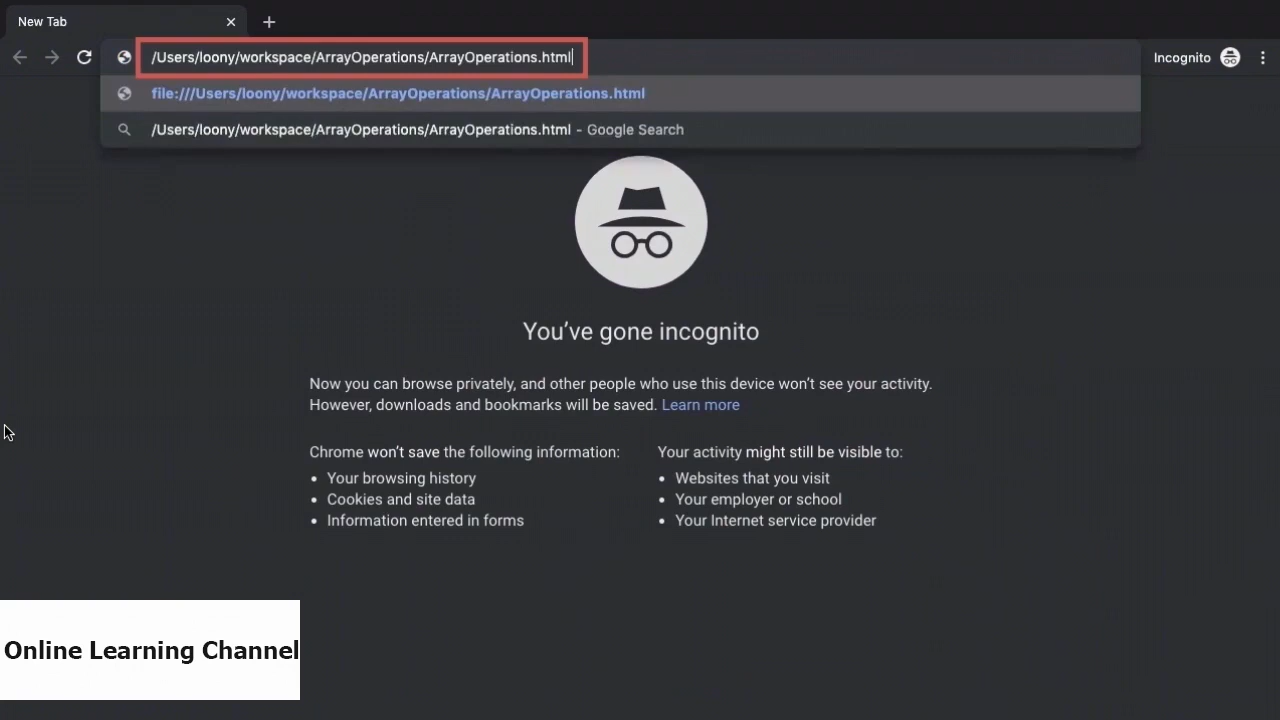 New Tab
/Users/loony/workspace/ArrayOperations/ArrayOperations.html
Incognito
file:///Users/loony/workspace/ArrayOperations/ArrayOperations.html
/Users/loony/workspace/ArrayOperations/ArrayOperations.html - Google Search
You've gone incognito
Now you can browse privately, and other people who use this device won't see your activity.
However, downloads and bookmarks will be saved. Learn more
Chrome won't save the following information:
• Your browsing history
• Cookies and site data
• Information entered in forms
Your activity might still be visible to:
• Websites that you visit
• Your employer or school
• Your Internet service provider
Online Learning Channel